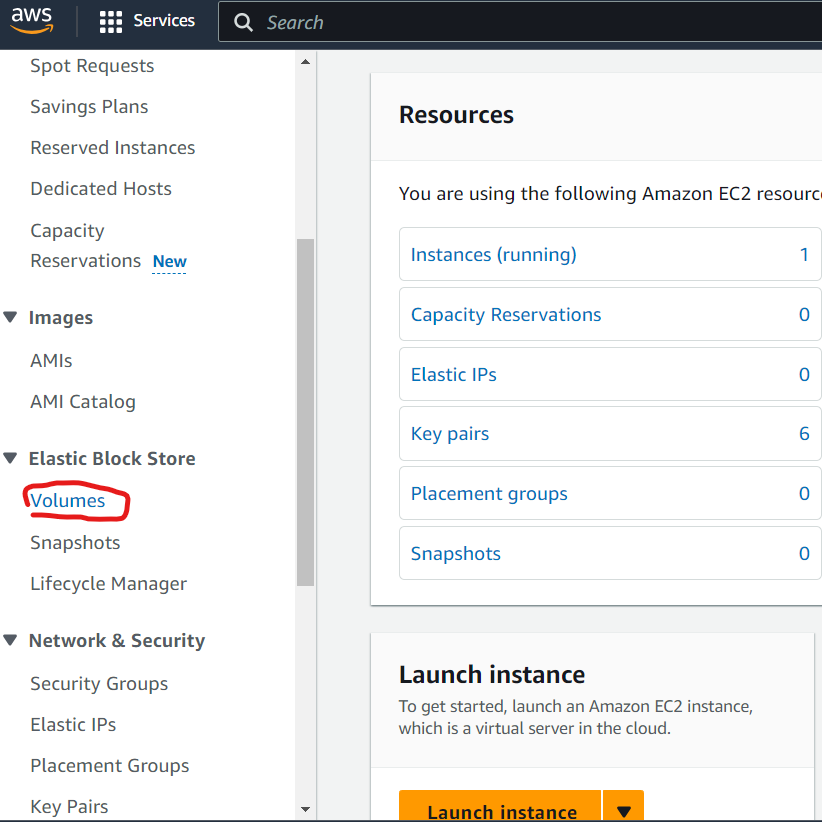 aws
Services
Search
Spot Requests
Savings Plans
Reserved Instances
Dedicated Hosts
Capacity
Reservations New
Images
AMIs
AMI Catalog
Elastic Block Store
Volumes
Snapshots
Lifecycle Manager
Network & Security
Security Groups
Elastic IPs
Placement Groups
Key Pairs
Resources
You are using the following Amazon EC2 resourc
Instances (running) 1
Capacity Reservations 0
Elastic IPs 0
Key pairs 6
Placement groups 0
Snapshots 0
Launch instance
To get started, launch an Amazon EC2 instance,
which is a virtual server in the cloud.
Launch instance